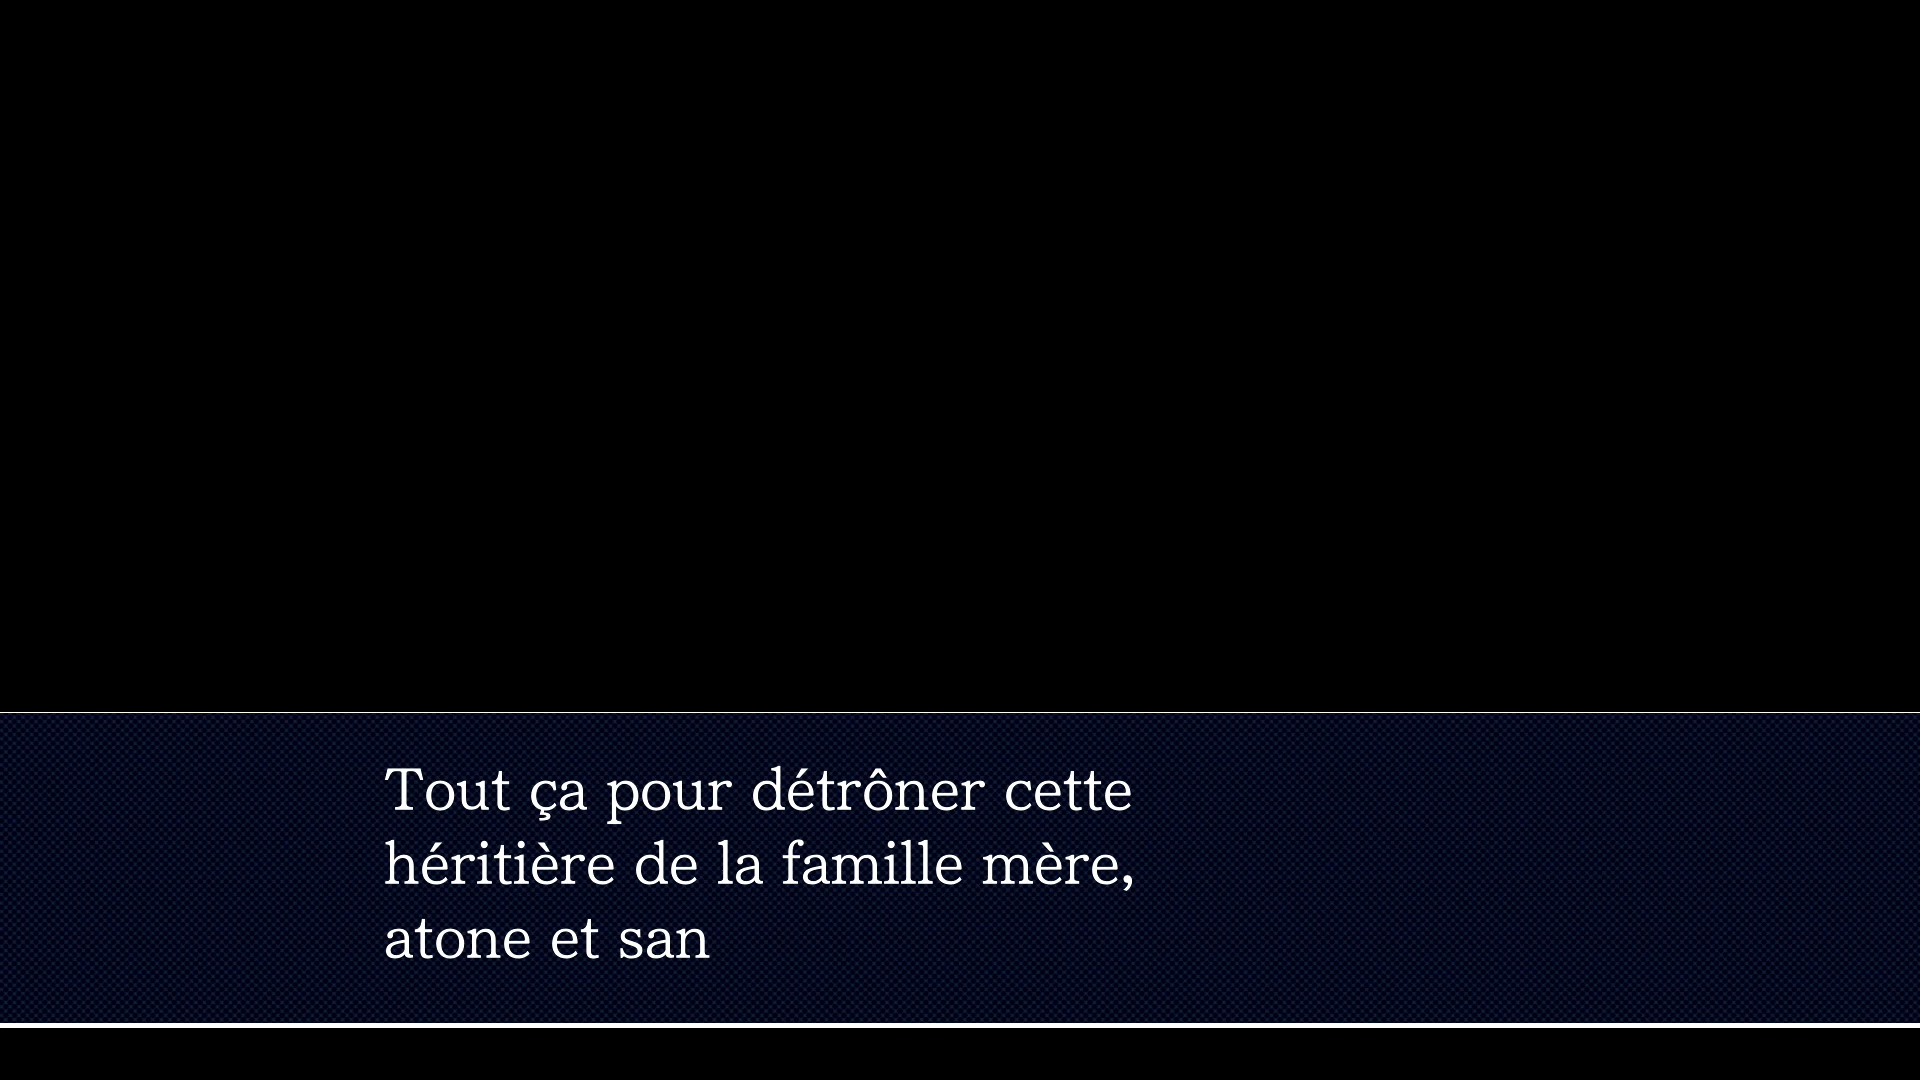 Tout ça pour détrôner cette
héritière de la famille mère,
atone et san